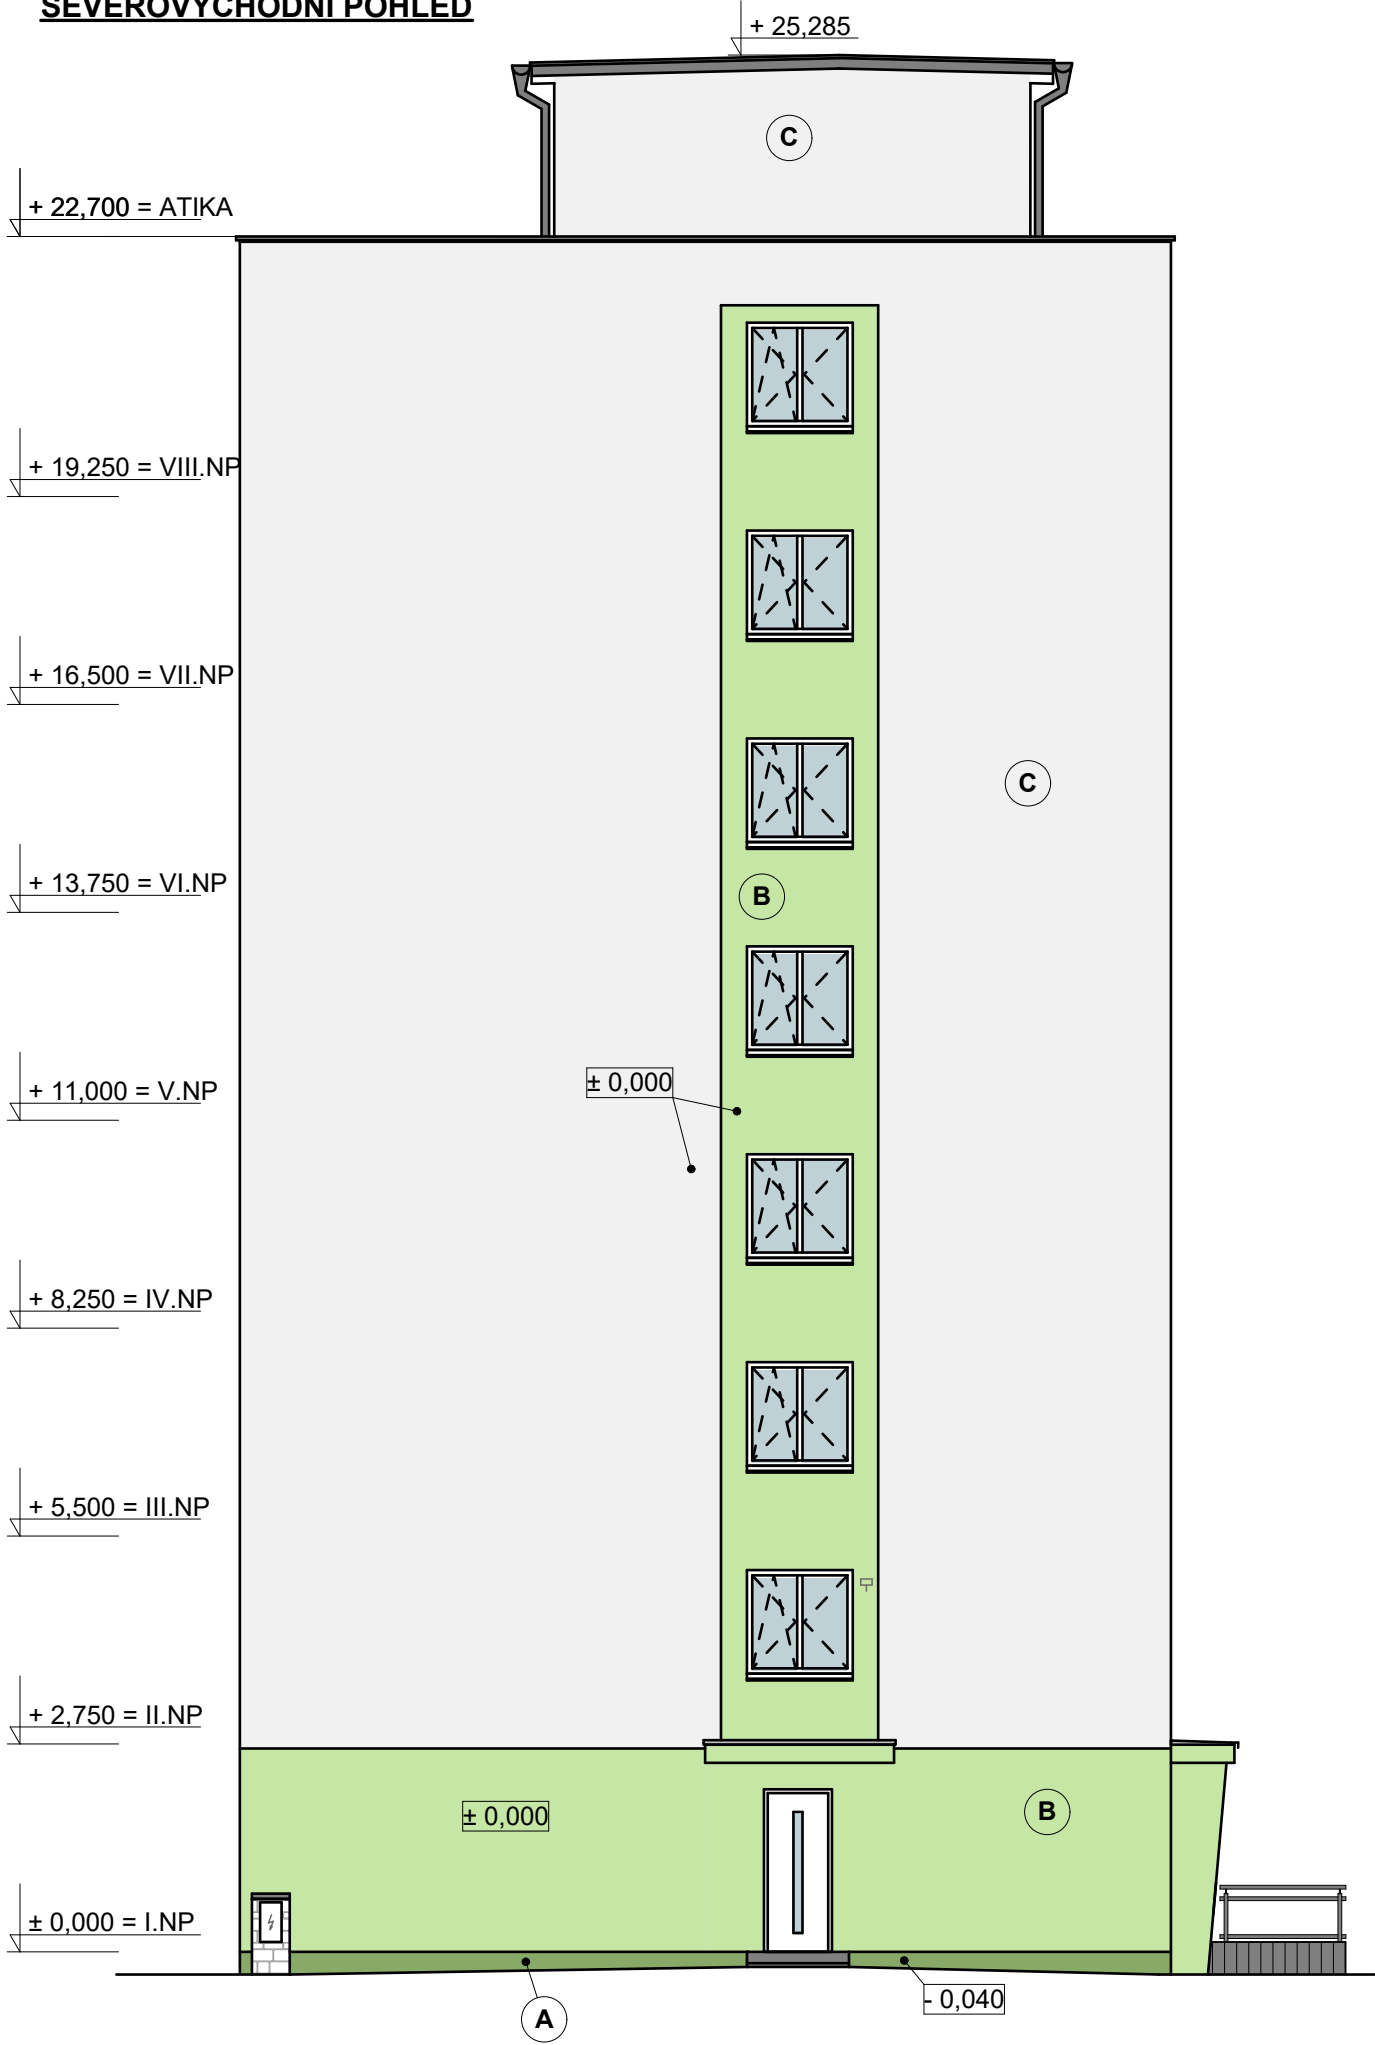 SEVEROVÝCHODNÍ POHLED
+ 25,285
C
+ 22,700 = ATIKA
+ 19,250 = VIII.NP
+ 16,500 = VII.NP
C
+ 13,750 = VI.NP
B
± 0,000
+ 11,000 = V.NP
+ 8,250 = IV.NP
+ 5,500 = III.NP
+ 2,750 = II.NP
± 0,000
B
± 0,000 = I.NP
- 0,040
A